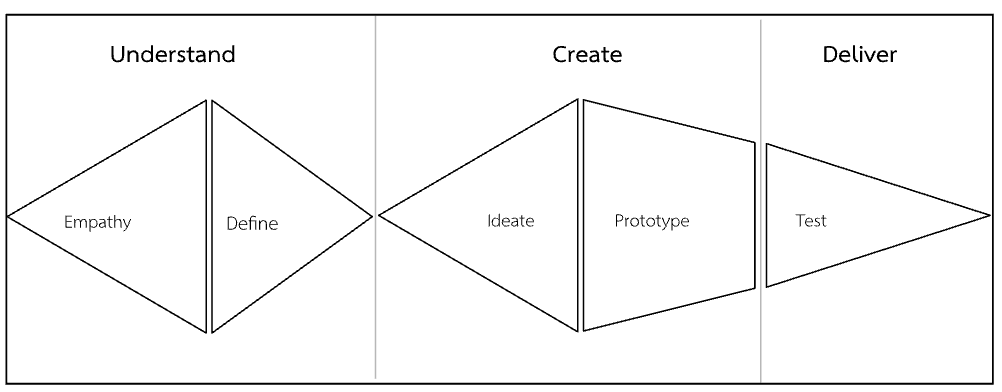 Understand
Create
Deliver
Empathy
Define
Ideate
Prototype
Test